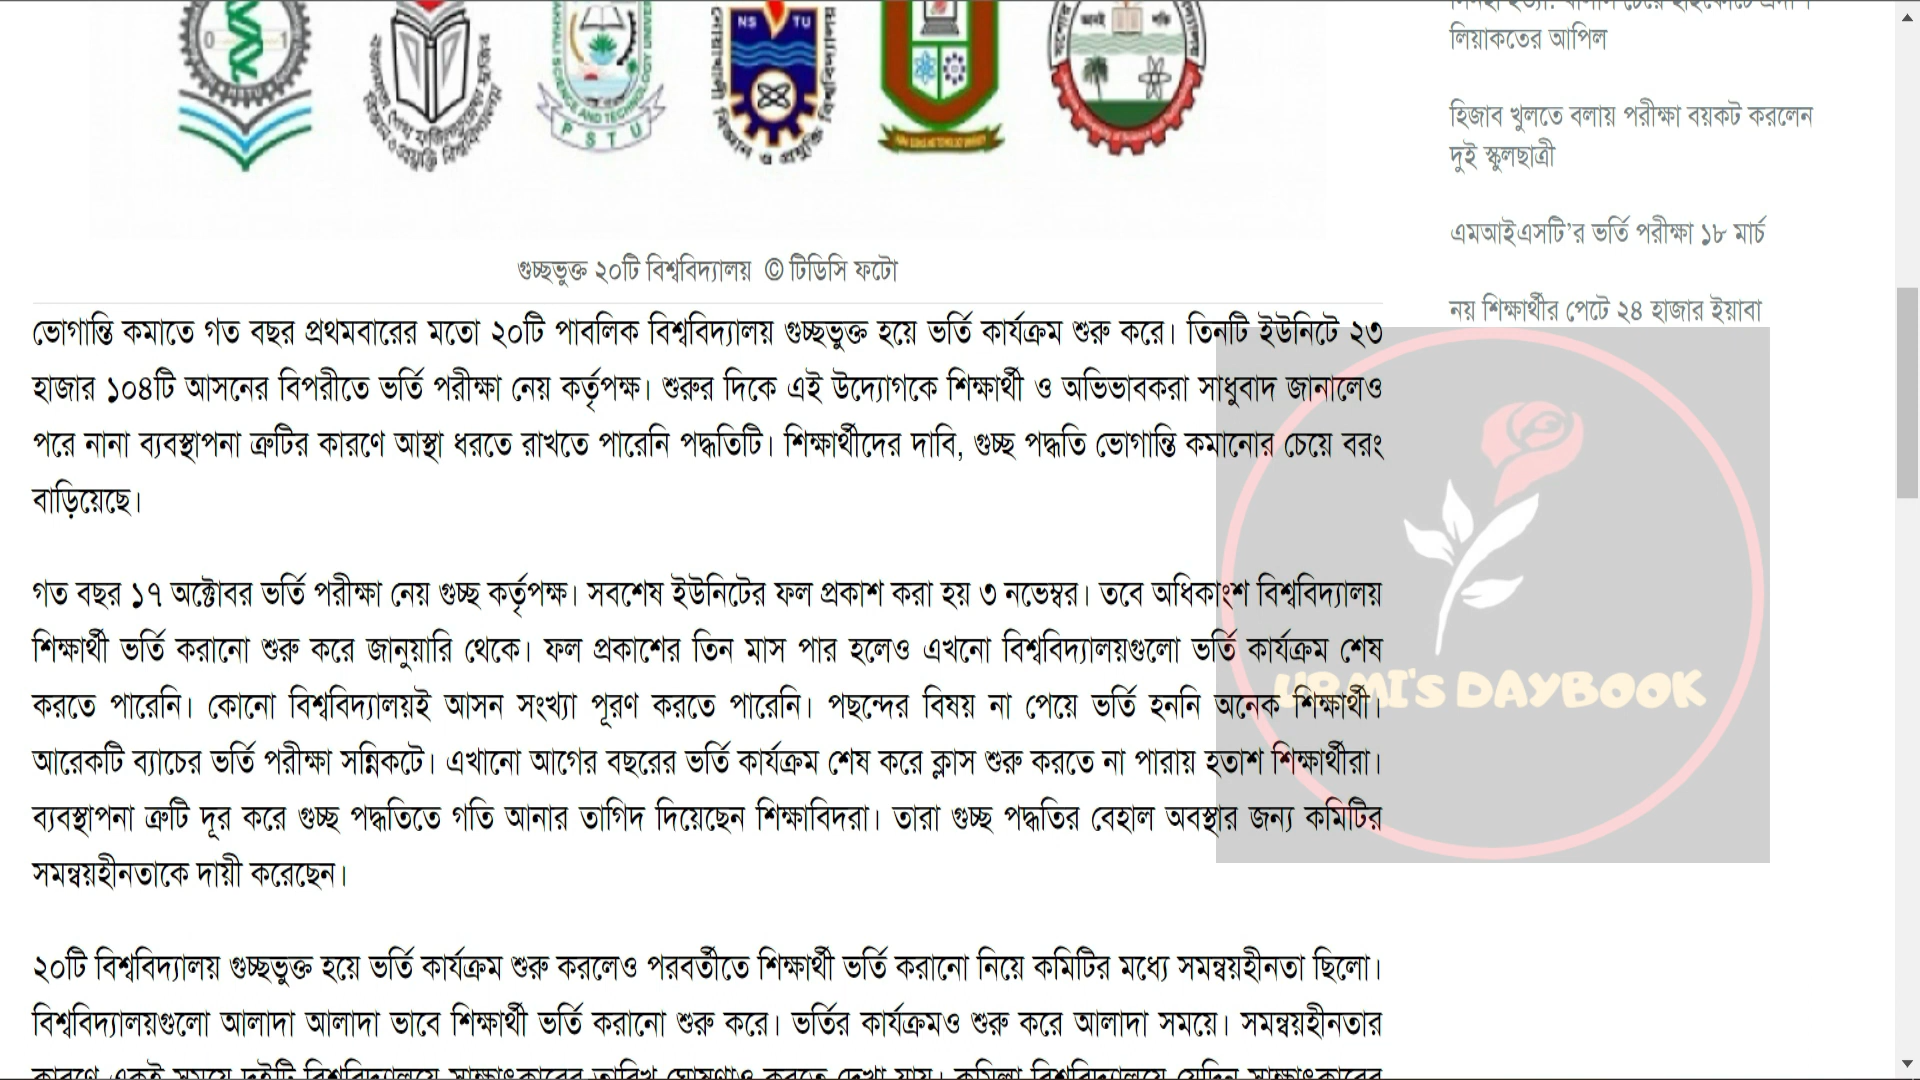 NS TU
PSTU
গুচ্ছভুক্ত ২০টি বিশ্ববিদ্যালয় © টিডিসি ফটো
ভোগান্তি কমাতে গত বছর প্রথমবারের মতো ২০টি পাবলিক বিশ্ববিদ্যালয় গুচ্ছভুক্ত হয়ে ভর্তি কার্যক্রম শুরু করে। তিনটি ইউনিটে ২৩
হাজার ১০৪টি আসনের বিপরীতে ভর্তি পরীক্ষা নেয় কর্তৃপক্ষ। শুরুর দিকে এই উদ্যোগকে শিক্ষার্থী ও অভিভাবকরা সাধুবাদ জানালেও
পরে নানা ব্যবস্থাপনা ত্রুটির কারণে আস্থা ধরতে রাখতে পারেনি পদ্ধতিটি। শিক্ষার্থীদের দাবি, গুচ্ছ পদ্ধতি ভোগান্তি কমানোর চেয়ে বরং
বাড়িয়েছে।
গত বছর ১৭ অক্টোবর ভর্তি পরীক্ষা নেয় গুচ্ছ কর্তৃপক্ষ। সবশেষ ইউনিটের ফল প্রকাশ করা হয় ৩ নভেম্বর। তবে অধিকাংশ বিশ্ববিদ্যালয়
শিক্ষার্থী ভর্তি করানো শুরু করে জানুয়ারি থেকে। ফল প্রকাশের তিন মাস পার হলেও এখনো বিশ্ববিদ্যালয়গুলো ভর্তি কার্যক্রম শেষ
করতে পারেনি। কোনো বিশ্ববিদ্যালয়ই আসন সংখ্যা পূরণ করতে পারেনি। পছন্দের বিষয় না পেয়ে ভর্তি হননি অনেক শিক্ষার্থী।
আরেকটি ব্যাচের ভর্তি পরীক্ষা সন্নিকটে। এখানো আগের বছরের ভর্তি কার্যক্রম শেষ করে ক্লাস শুরু করতে না পারায় হতাশ শিক্ষার্থীরা।
ব্যবস্থাপনা ত্রুটি দূর করে গুচ্ছ পদ্ধতিতে গতি আনার তাগিদ দিয়েছেন শিক্ষাবিদরা। তারা গুচ্ছ পদ্ধতির বেহাল অবস্থার জন্য কমিটির
সমন্বয়হীনতাকে দায়ী করেছেন।
২০টি বিশ্ববিদ্যালয় গুচ্ছভুক্ত হয়ে ভর্তি কার্যক্রম শুরু করলেও পরবর্তীতে শিক্ষার্থী ভর্তি করানো নিয়ে কমিটির মধ্যে সমন্বয়হীনতা ছিলো।
বিশ্ববিদ্যালয়গুলো আলাদা আলাদা ভাবে শিক্ষার্থী ভর্তি করানো শুরু করে। ভর্তির কার্যক্রমও শুরু করে আলাদা সময়ে। সমন্বয়হীনতার
লিয়াকতের আপিল
হিজাব খুলতে বলায় পরীক্ষা বয়কট করলেন
দুই স্কুলছাত্রী
এমআইএসটি'র ভর্তি পরীক্ষা ১৮ মার্চ
নয় শিক্ষার্থীর পেটে ২৪ হাজার ইয়াবা
URMI'S DAYBOOK